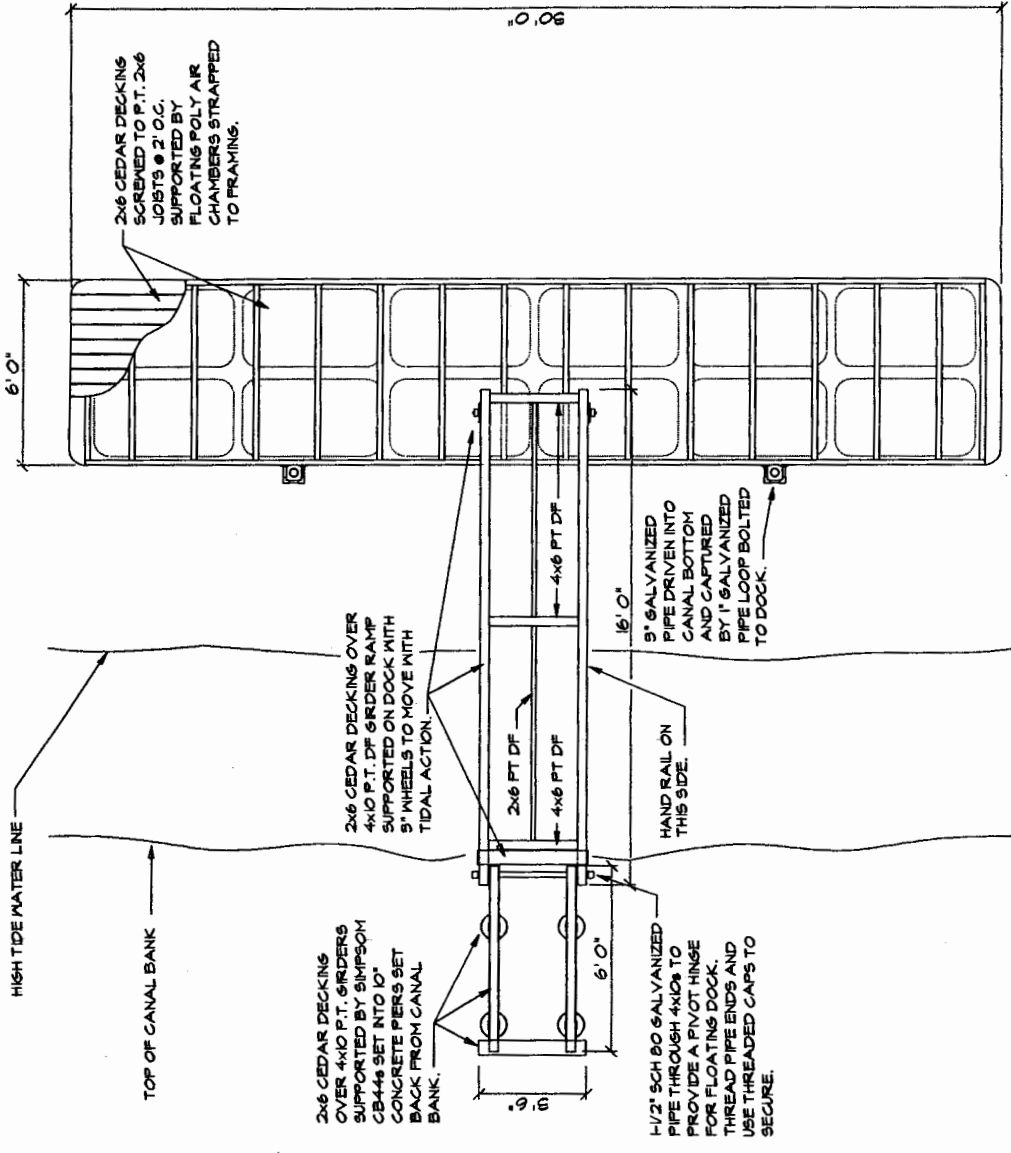 30' 0"
2x6 CEDAR DECKING
SCREWED TO P.T. 2x6
JOISTS @ 2' O.C.
SUPPORTED BY
FLOATING POLY AIR
CHAMBERS STRAPPED
TO FRAMING.
6' 0"
HIGH TIDE WATER LINE
TOP OF CANAL BANK
2x6 CEDAR DECKING OVER
4x10 P.T. DF GIRDER RAMP
SUPPORTED ON DOCK WITH
3" WHEELS TO MOVE WITH
TIDAL ACTION.
4x6 PT DF
2x6 PT DF
4x6 PT DF
16' 0"
3" GALVANIZED
PIPE DRIVEN INTO
CANAL BOTTOM
AND CAPTURED
BY 1" GALVANIZED
PIPE LOOP BOLTED
TO DOCK.
HAND RAIL ON
THIS SIDE.
2x6 CEDAR DECKING
OVER 4x10 P.T. GIRDERS
SUPPORTED BY SIMPSOM
CB44s SET INTO 10"
CONCRETE PIERS SET
BACK FROM CANAL
BANK.
6' 0"
3'6"
1-1/2" SCH 80 GALVANIZED
PIPE THROUGH 4x10s TO
PROVIDE A PIVOT HINGE
FOR FLOATING DOCK.
THREAD PIPE ENDS AND
USE THREADED CAPS TO
SECURE.